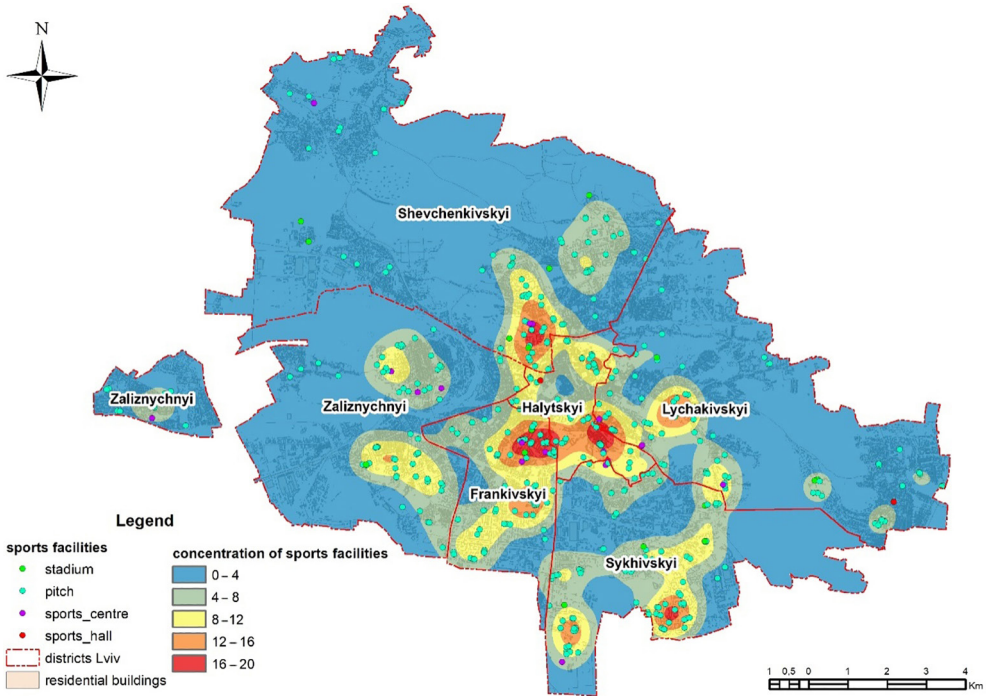 N
Shevchenkivskyi
Zaliznychnyi
Zaliznychnyi
Halytskyi
Lychakivskyi
Frankivskyi
Sykhivskyi
Legend
sports facilities
stadium
pitch
sports_centre
sports_hall
districts Lviv
residential buildings
concentration of sports facilities
0 – 4
4 – 8
8 – 12
12 – 16
16 – 20
1 0.5 0 1 2 3 4
Km